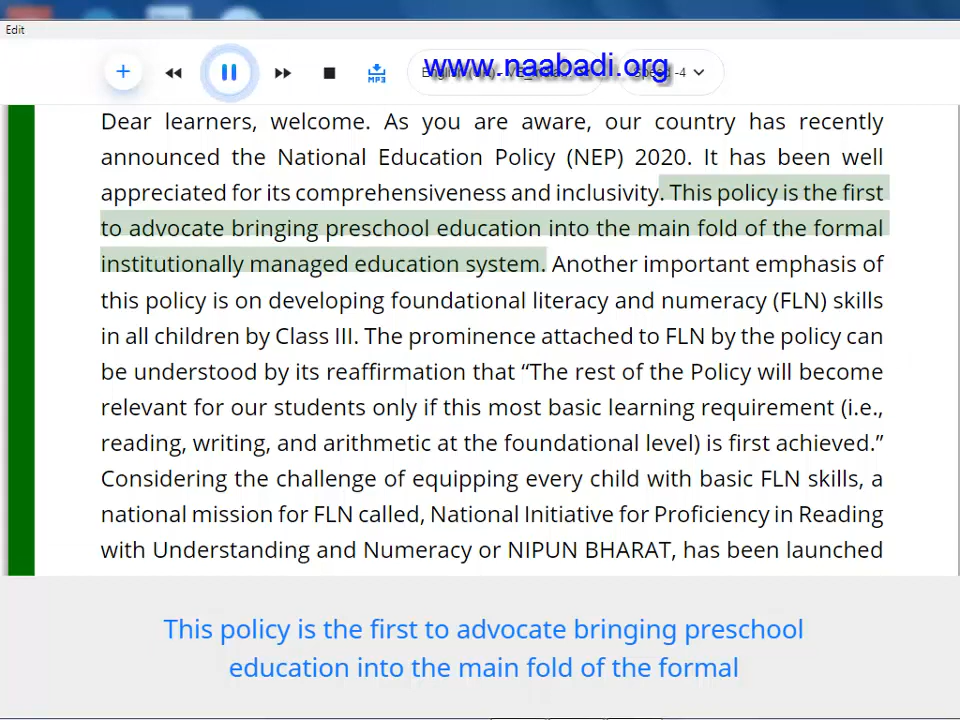 Edit
MP3
www.naabadi.org
-4
Dear learners, welcome. As you are aware, our country has recently
announced the National Education Policy (NEP) 2020. It has been well
appreciated for its comprehensiveness and inclusivity. This policy is the first
to advocate bringing preschool education into the main fold of the formal
institutionally managed education system. Another important emphasis of
this policy is on developing foundational literacy and numeracy (FLN) skills
in all children by Class III. The prominence attached to FLN by the policy can
be understood by its reaffirmation that “The rest of the Policy will become
relevant for our students only if this most basic learning requirement (i.e.,
reading, writing, and arithmetic at the foundational level) is first achieved.”
Considering the challenge of equipping every child with basic FLN skills, a
national mission for FLN called, National Initiative for Proficiency in Reading
with Understanding and Numeracy or NIPUN BHARAT, has been launched
This policy is the first to advocate bringing preschool
education into the main fold of the formal